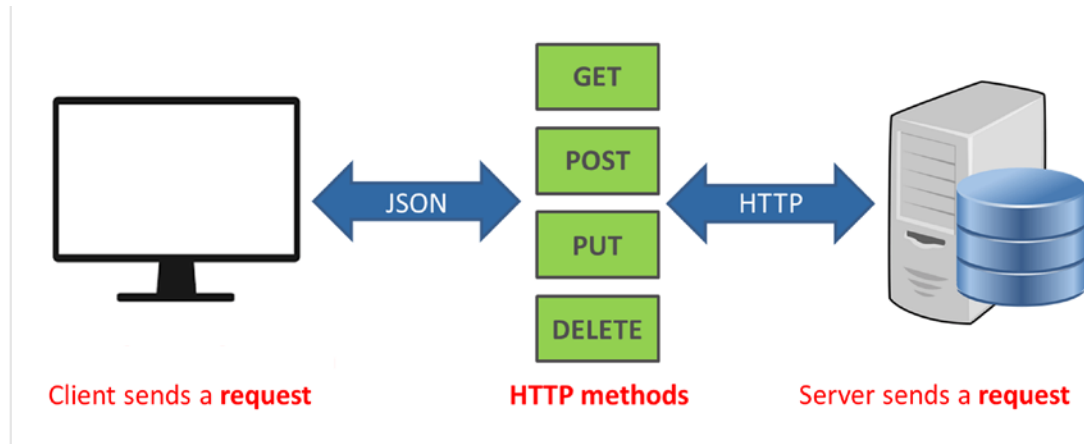 GET
POST
JSON
HTTP
PUT
DELETE
Client sends a request
HTTP methods
Server sends a request